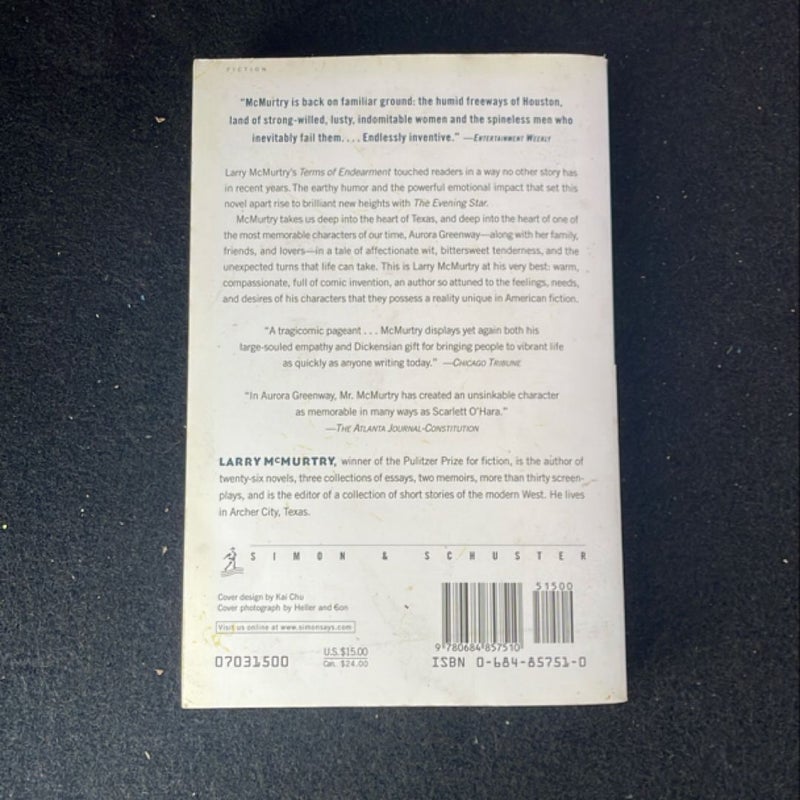 FICTION
"McMurtry is back on familiar ground: the humid freeways of Houston,
land of strong-willed, lusty, indomitable women and the spineless men who
inevitably fail them. . . . Endlessly inventive." —ENTERTAINMENT WEEKLY
Larry McMurtry's Terms of Endearment touched readers in a way no other story has
in recent years. The earthy humor and the powerful emotional impact that set this
novel apart rise to brilliant new heights with The Evening Star.
McMurtry takes us deep into the heart of Texas, and deep into the heart of one of
the most memorable characters of our time, Aurora Greenway—along with her family,
friends, and lovers—in a tale of affectionate wit, bittersweet tenderness, and the
unexpected turns that life can take. This is Larry McMurtry at his very best: warm,
compassionate, full of comic invention, an author so attuned to the feelings, needs,
and desires of his characters that they possess a reality unique in American fiction.
"A tragicomic pageant . . . McMurtry displays yet again both his
large-souled empathy and Dickensian gift for bringing people to vibrant life
as quickly as anyone writing today." —CHICAGO TRIBUNE
"In Aurora Greenway, Mr. McMurtry has created an unsinkable character
as memorable in many ways as Scarlett O'Hara."
—THE ATLANTA JOURNAL-CONSTITUTION
LARRY McMURTRY, winner of the Pulitzer Prize for fiction, is the author of
twenty-six novels, three collections of essays, two memoirs, more than thirty screen-
plays, and is the editor of a collection of short stories of the modern West. He lives
in Archer City, Texas.
SIMON & SCHUSTER
Cover design by Kai Chu
Cover photograph by Heller and Son
Visit us online at www.simonsays.com
07031500
U.S. $15.00
Can. $24.00
51500
9 780684 857510
ISBN 0-684-85751-0